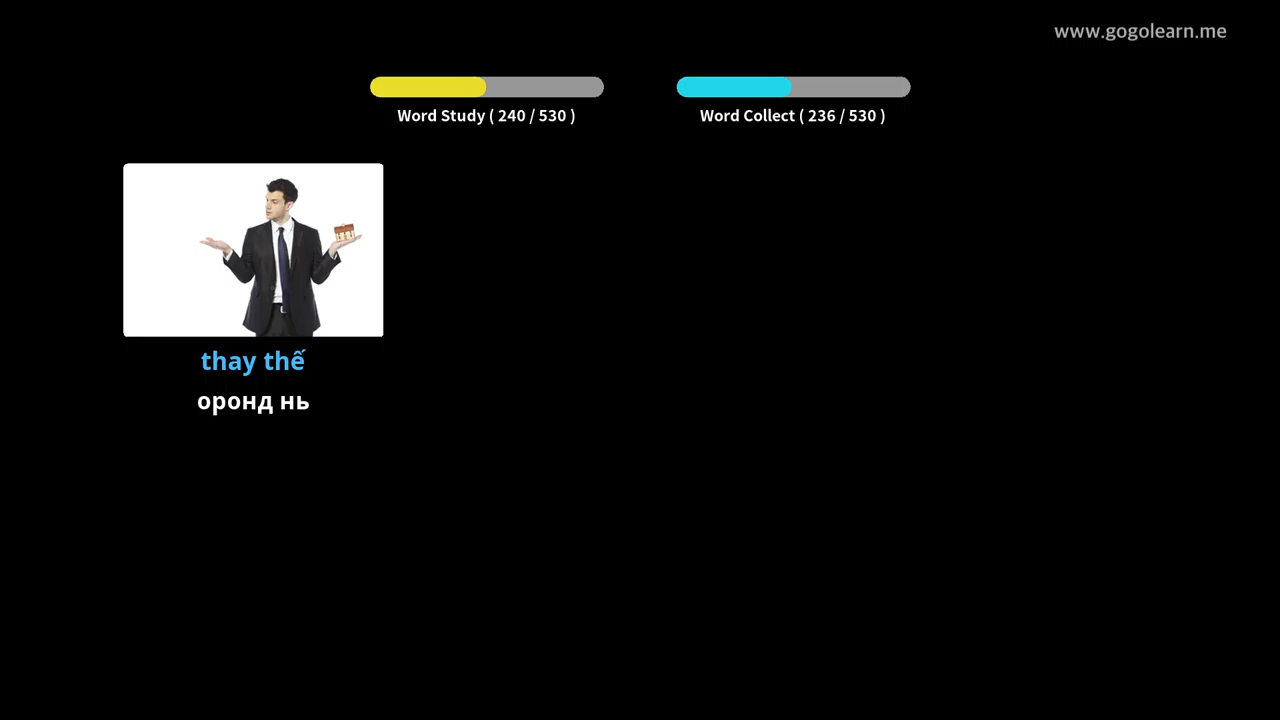 www.gogolearn.me
Word Study ( 240 / 530 )
Word Collect ( 236 / 530 )
thay thế
оронд нь